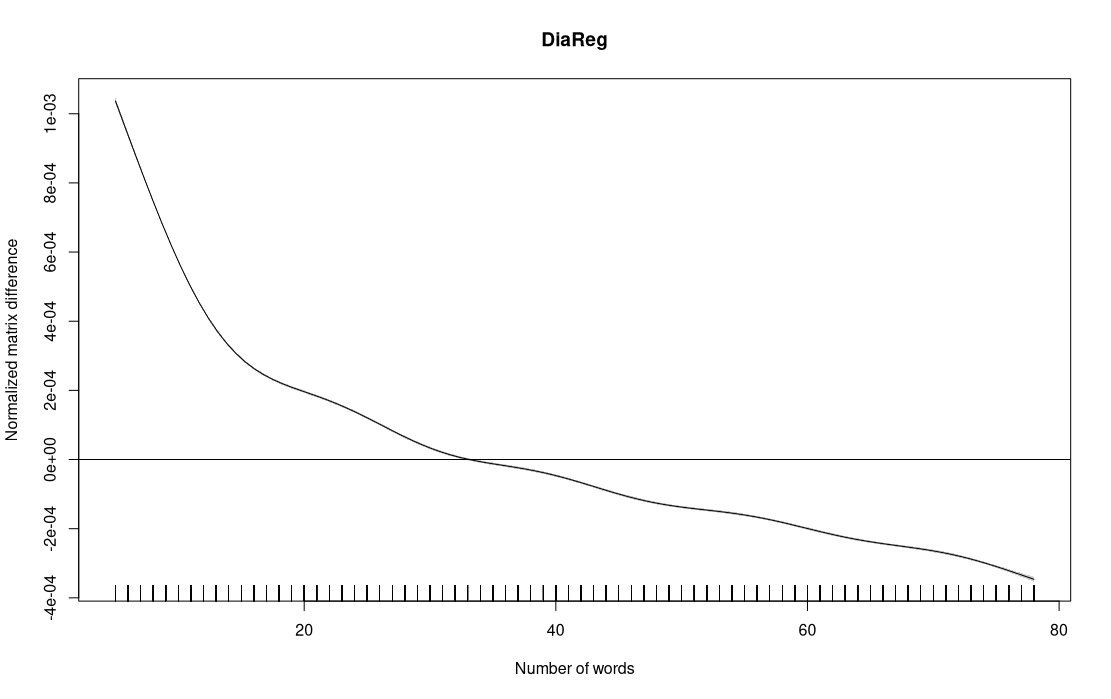 DiaReg
Normalized matrix difference
1e-03
8e-04
6e-04
4e-04
2e-04
0e+00
-2e-04
-4e-04
20 40 60 80
Number of words